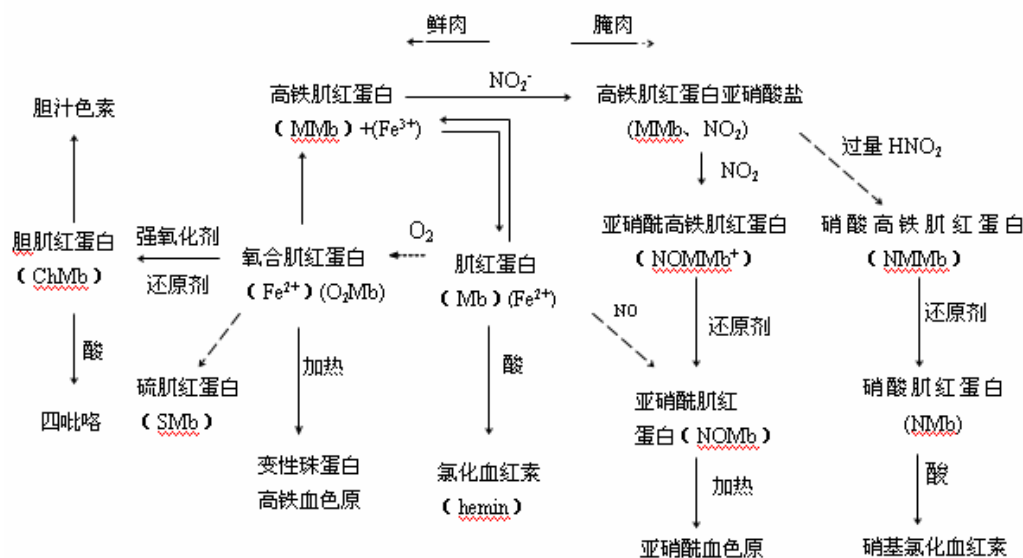 鲜肉 腌肉
高铁肌红蛋白 NO₂⁻ 高铁肌红蛋白亚硝酸盐
胆汁色素 (MMb)+(Fe³⁺) (MMb、NO₂)
过量 HNO₂
NO₂
胆肌红蛋白 强氧化剂 氧合肌红蛋白 O₂ 肌红蛋白 亚硝酰高铁肌红蛋白 硝酸高铁肌红蛋白
(ChMb) 还原剂 (Fe²⁺)(O₂Mb) (Mb)(Fe²⁺) (NOMMb⁺) (NMMb)
NO 还原剂 还原剂
酸 加热 酸
硫肌红蛋白 亚硝酰肌红 硝酸肌红蛋白
四吡咯 (SMb) 蛋白(NOMb) (NMb)
变性珠蛋白 氯化血红素 加热 酸
高铁血色原 (hemin)
亚硝酰血色原 硝基氯化血红素